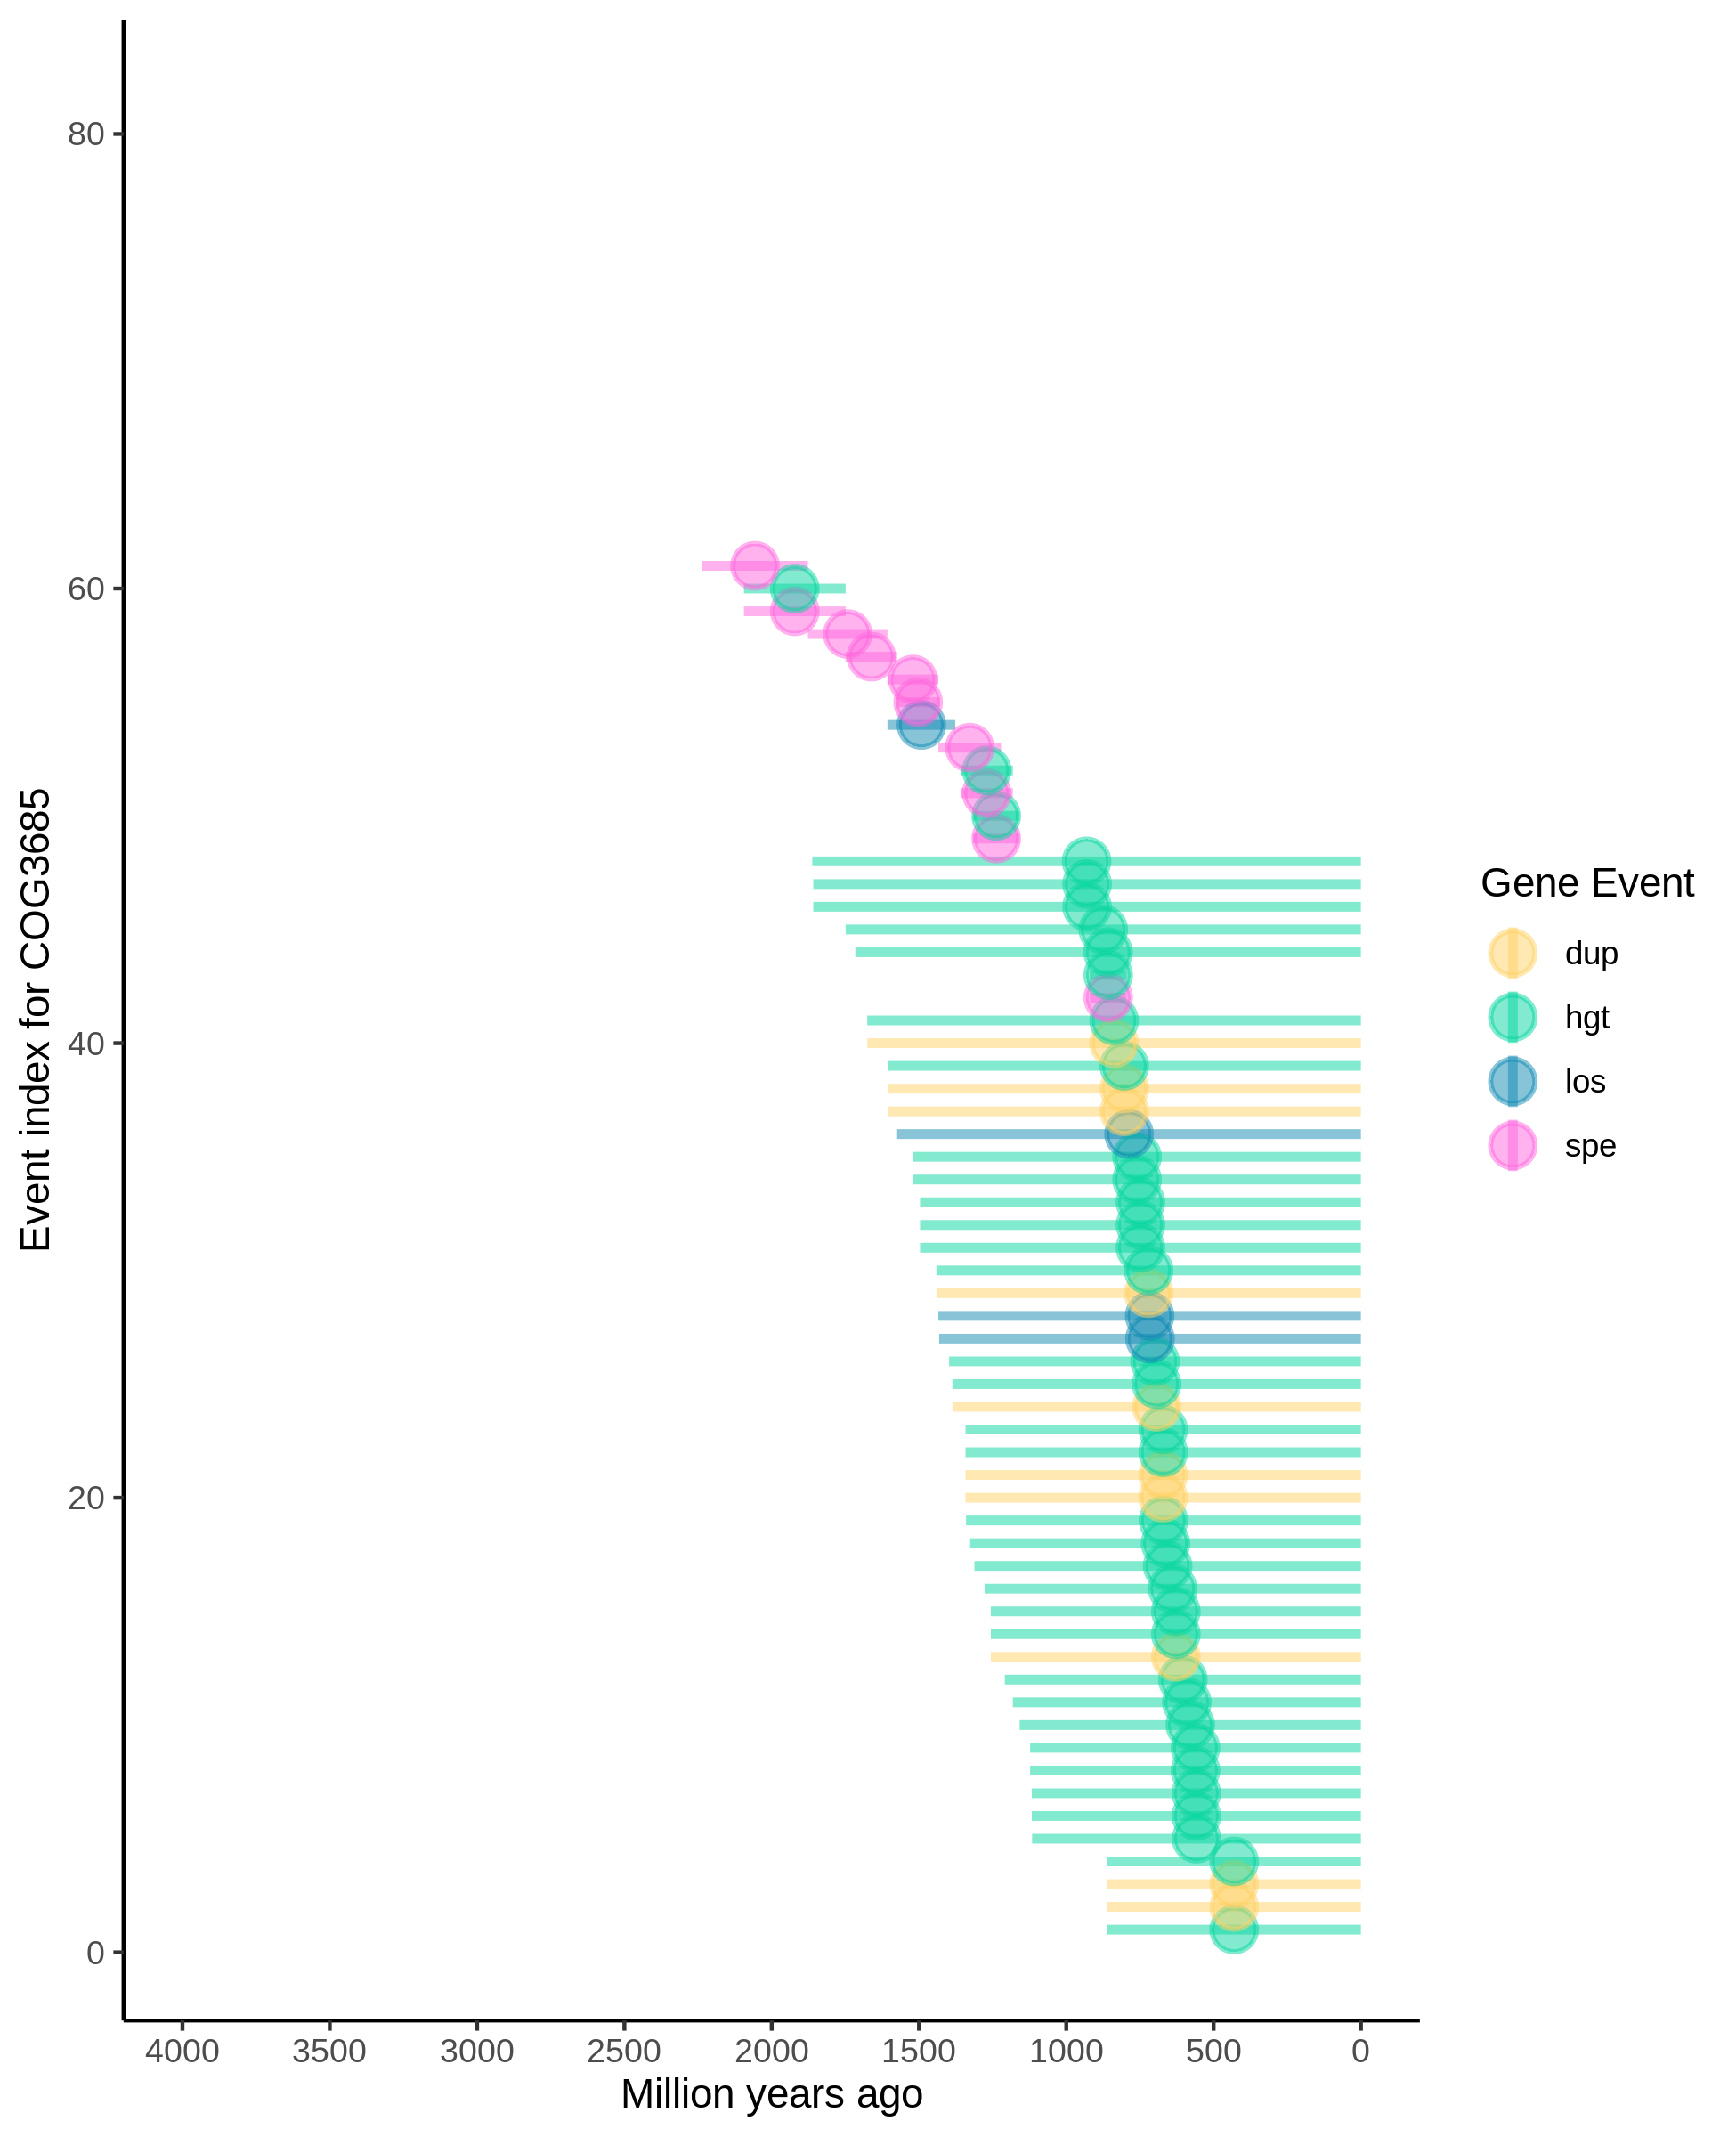 80
60
40
20
0
Event index for COG3685
4000 3500 3000 2500 2000 1500 1000 500 0
Million years ago
Gene Event
dup
hgt
los
spe